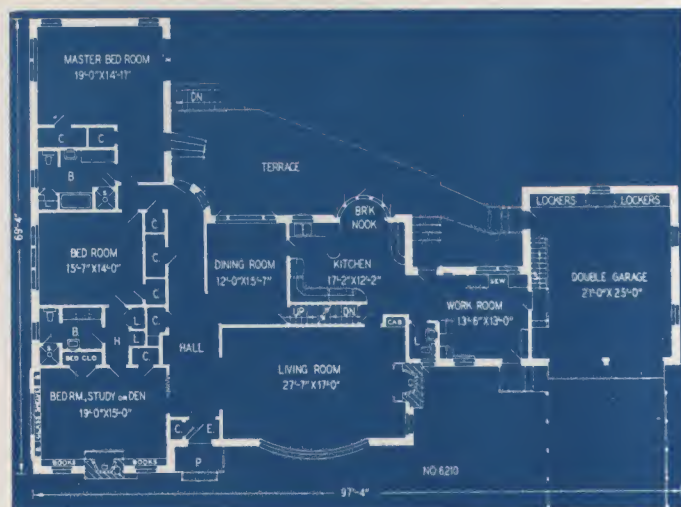 MASTER BED ROOM
19'-0"X14'-11"
DN
C.
C
B
S
L
TERRACE
BR'K
NOOK
LOCKERS
LOCKERS
69'-4"
BED ROOM
15'-7"X14'-0"
C
C
C
DINING ROOM
12'-0"X15'-7"
KITCHEN
17'-2"X12'-2"
SEW
DOUBLE GARAGE
21'-0"X25'-0"
WORK ROOM
13'-6"X13'-0"
UP
DN
CAB
B
H
L
L
C.
C
S
BED CLO
HALL
L
LIVING ROOM
27'-7"X17'-0"
BED RM, STUDY OR DEN
19'-0"X15'-0"
C
E.
BOOKS
BOOKS
P
NO. 6210
97'-4"